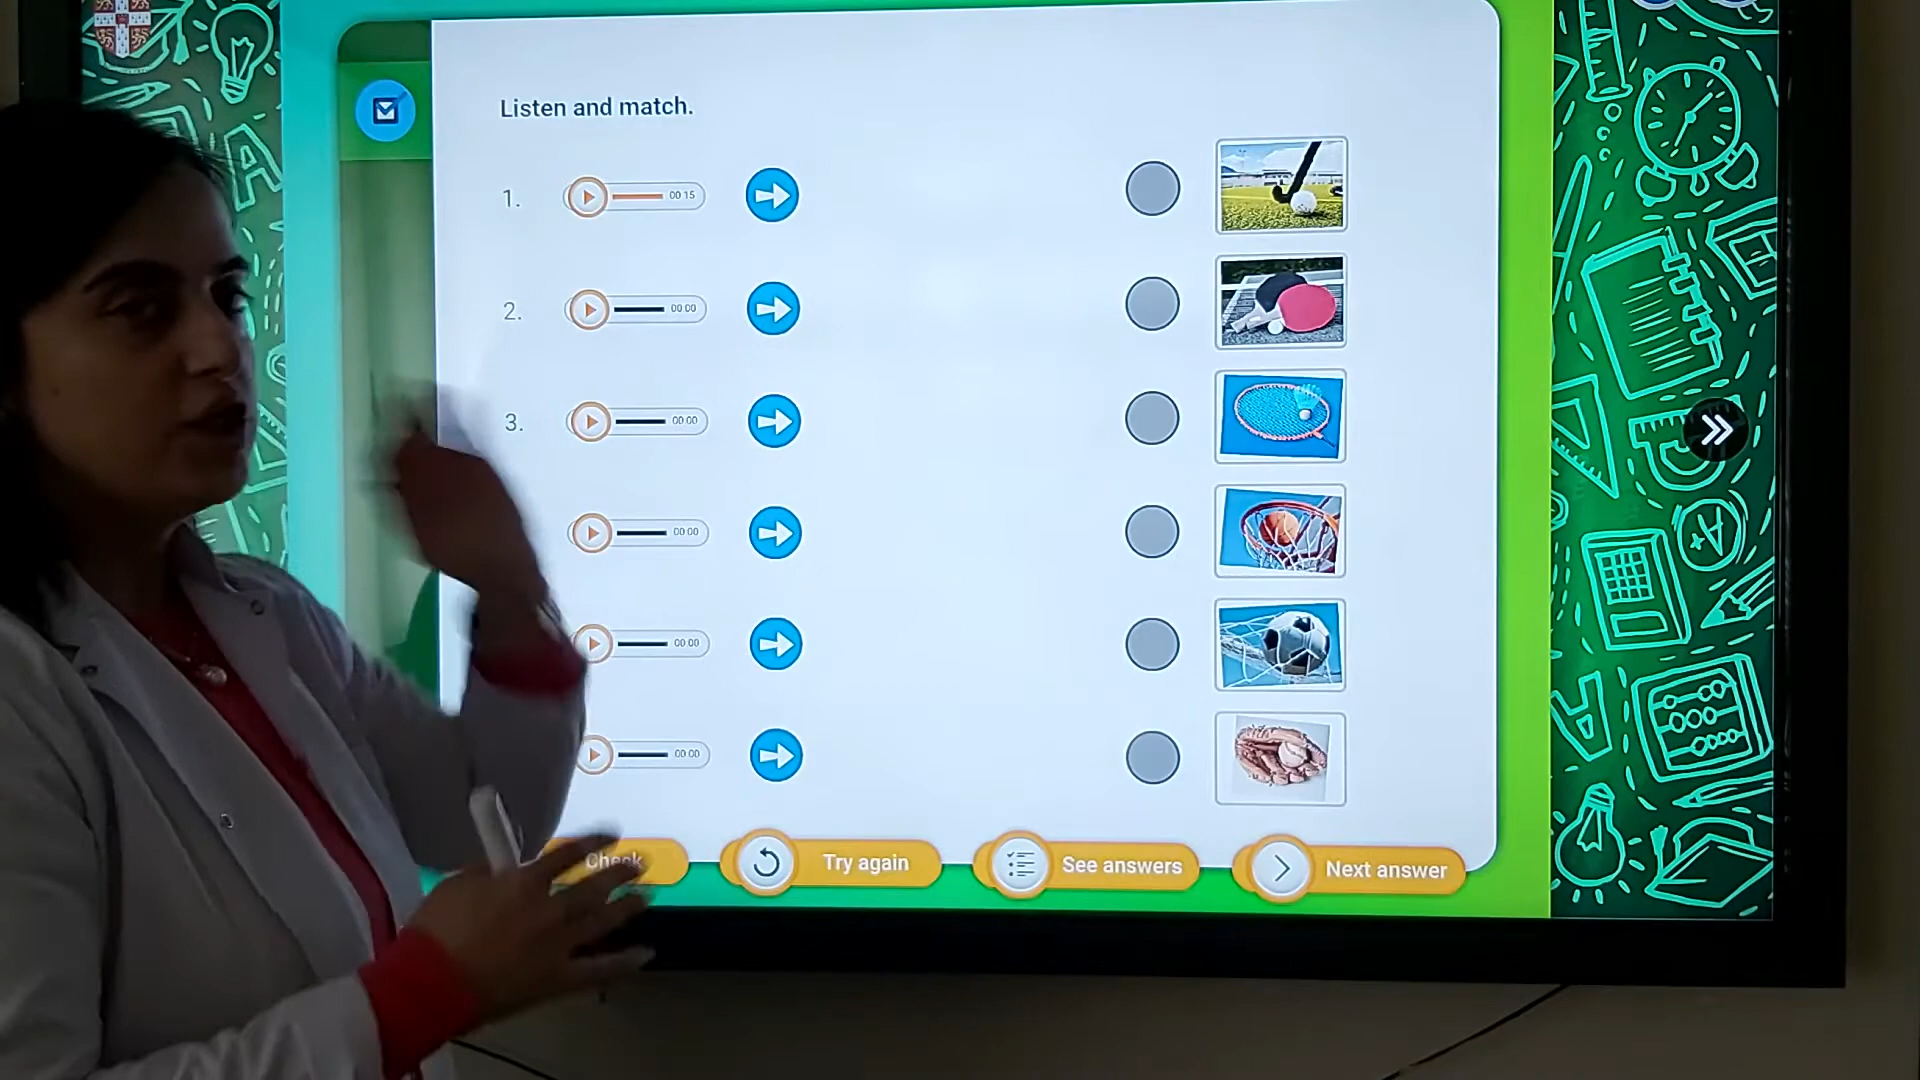 Listen and match.
1. 00:15
2. 00:00
3. 00:00
00:00
00:00
00:00
Check Try again See answers Next answer
A
A+